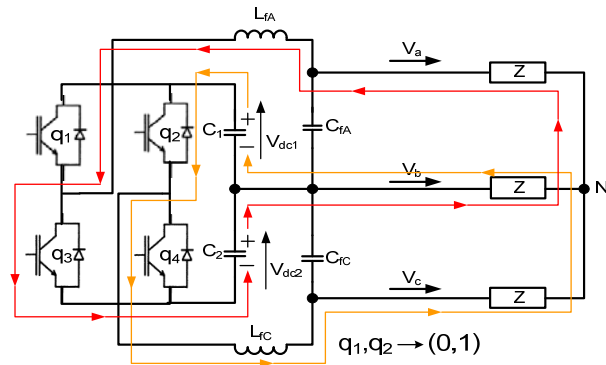 LfA
Va
Z
q1
q2
C1
+
−
Vdc1
CfA
Vb
Z
N
q3
q4
C2
+
−
Vdc2
CfC
Vc
Z
LfC
q1,q2→(0,1)